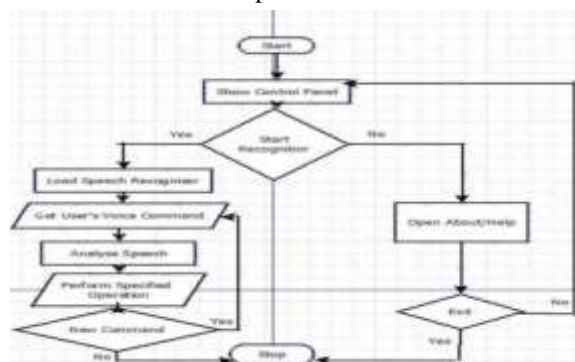 Start
Show Control Panel
Start
Recognition
Yes
No
Load Speech Recognizer
Get User's Voice Command
Open About/Help
Analyse Speech
Perform Specified
Operation
New Command
Yes
Exit
No
No
Yes
Stop